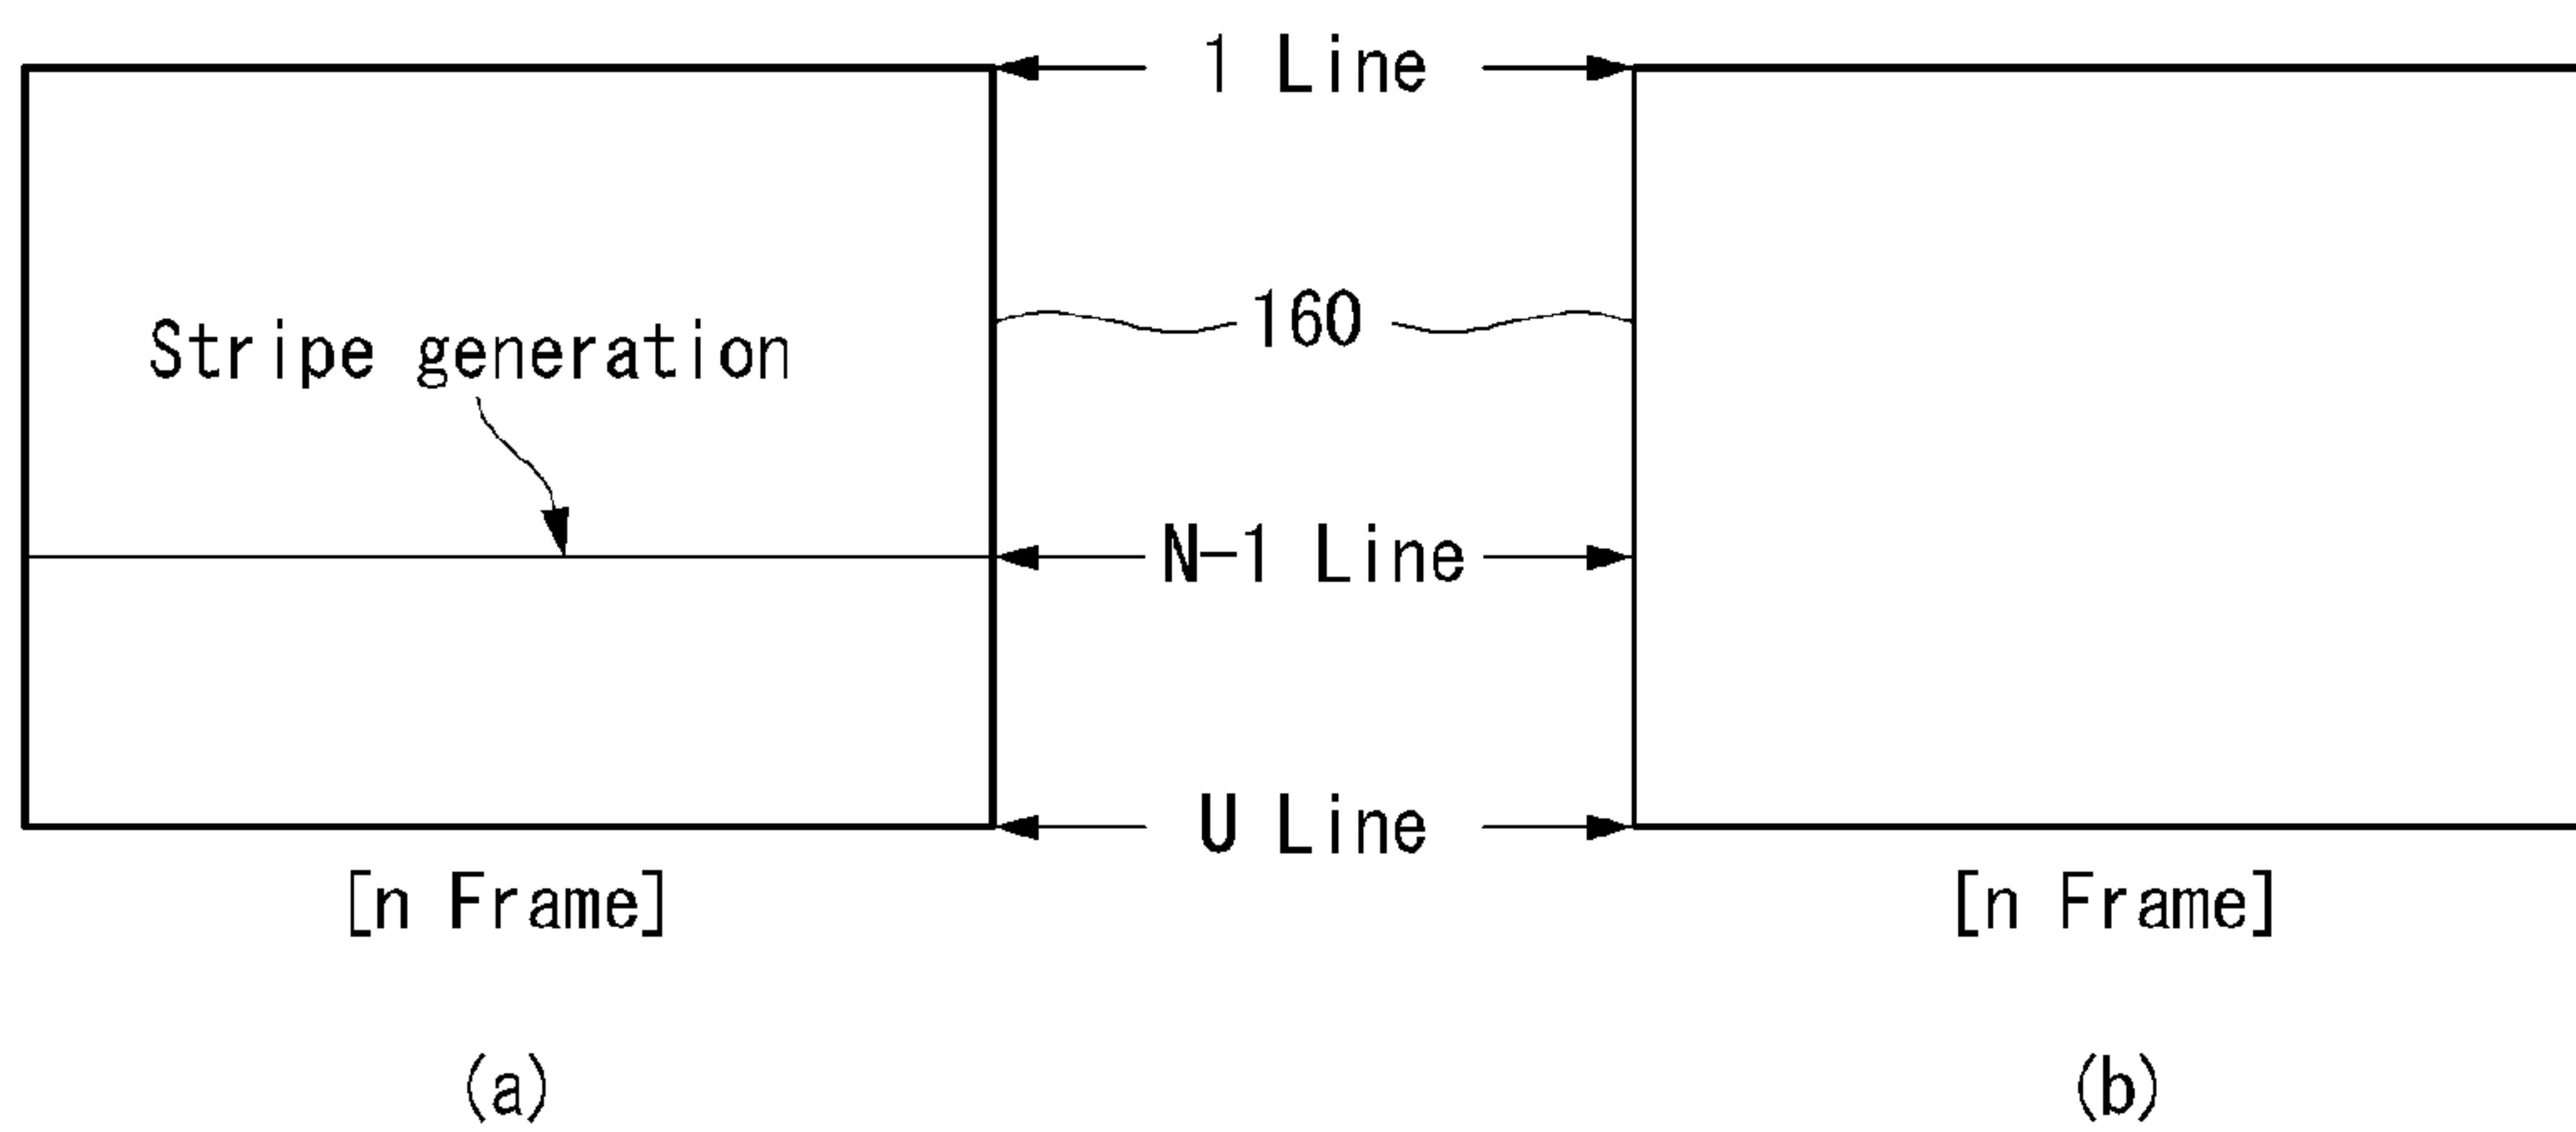 1 Line
160
Stripe generation
N-1 Line
U Line
[n Frame]
[n Frame]
(a)
(b)